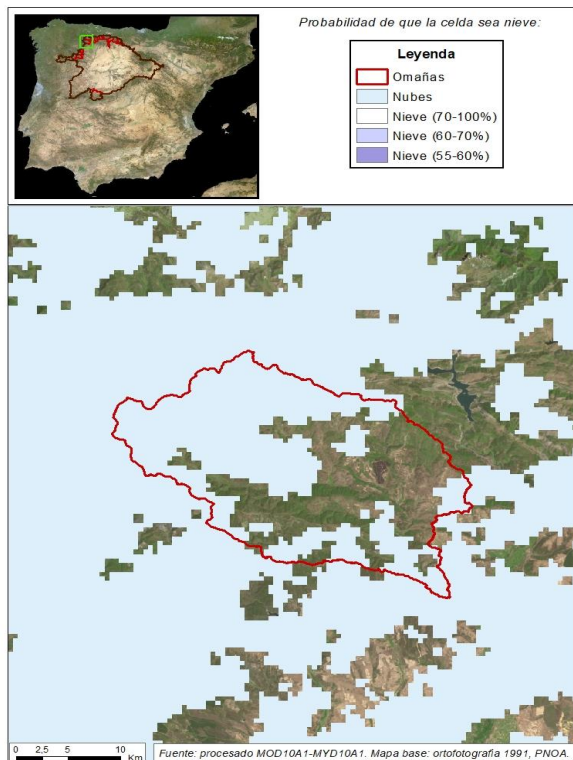 Probabilidad de que la celda sea nieve:
Leyenda
Omañas
Nubes
Nieve (70-100%)
Nieve (60-70%)
Nieve (55-60%)
0 2,5 5 10
Km
Fuente: procesado MOD10A1-MYD10A1. Mapa base: ortofotografía 1991, PNOA.